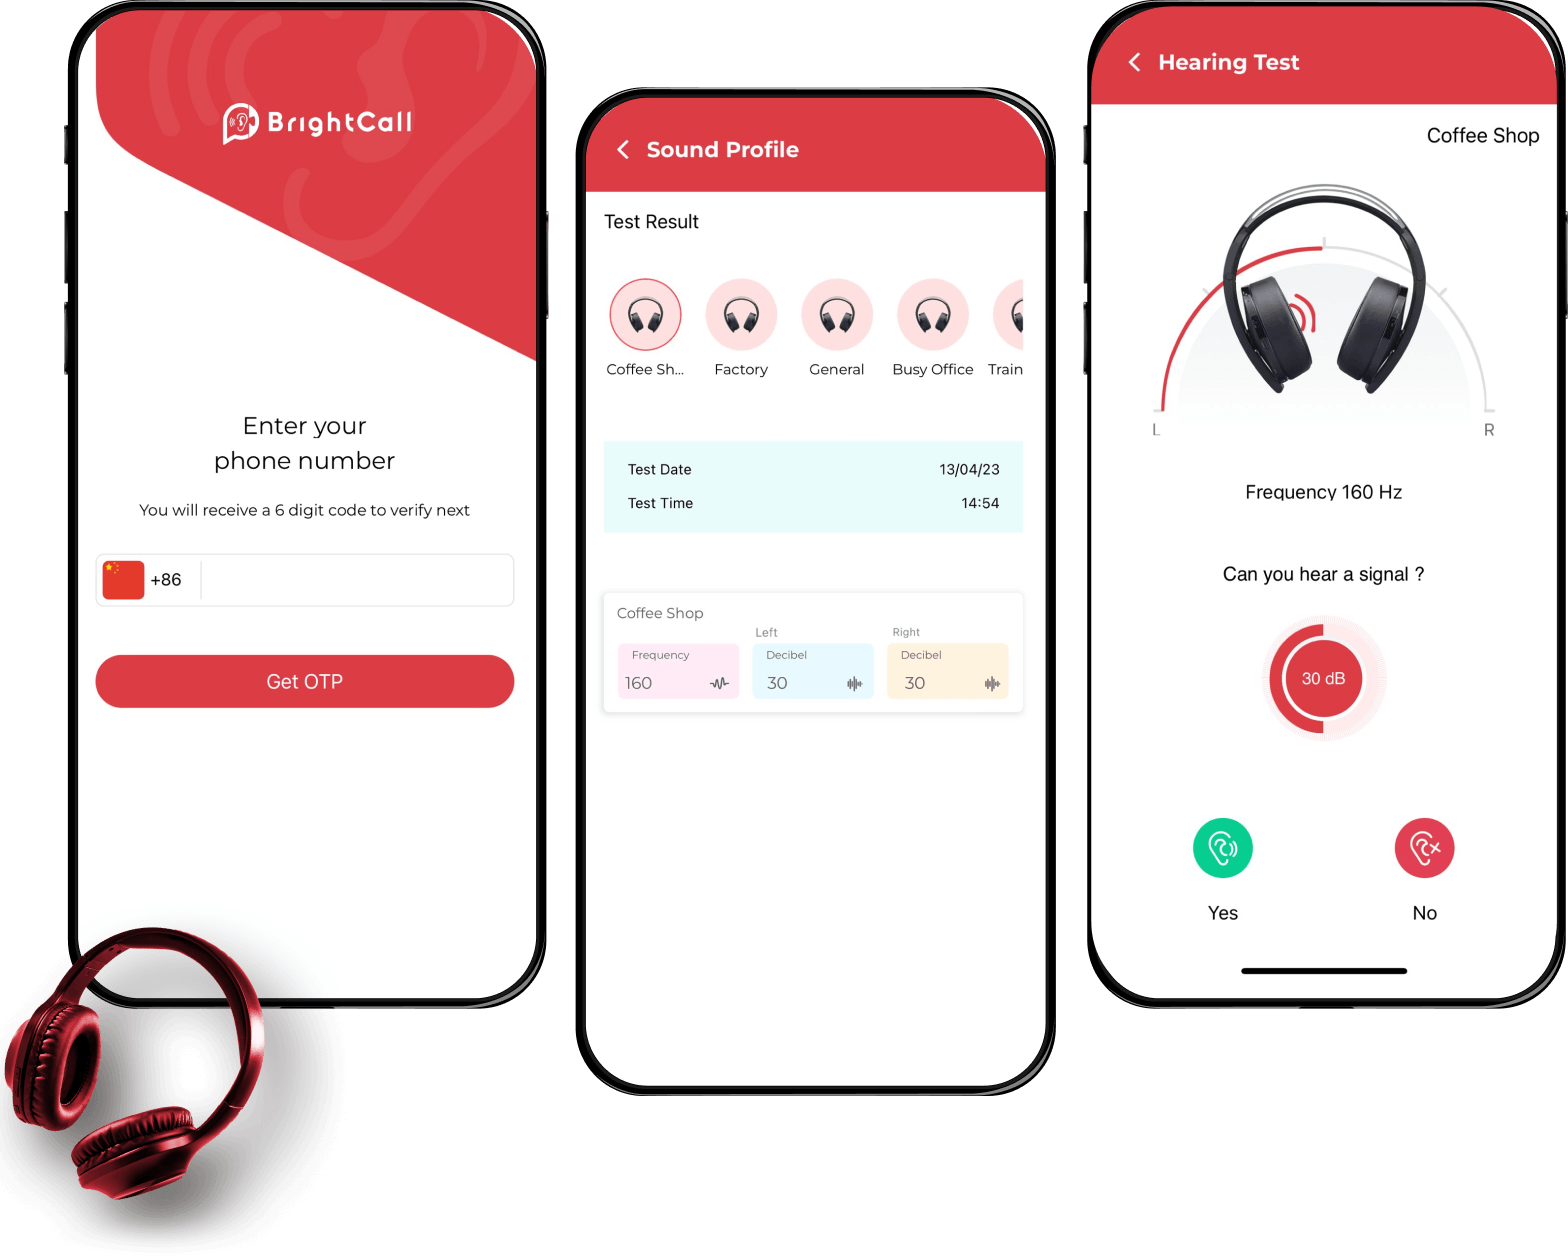 BrightCall
Enter your
phone number
You will receive a 6 digit code to verify next
+86
Get OTP
Sound Profile
Test Result
Coffee Sh...
Factory
General
Busy Office
Train
Test Date
13/04/23
Test Time
14:54
Coffee Shop
Left
Right
Frequency
Decibel
Decibel
160
30
30
Hearing Test
Coffee Shop
L
R
Frequency 160 Hz
Can you hear a signal ?
30 dB
Yes
No